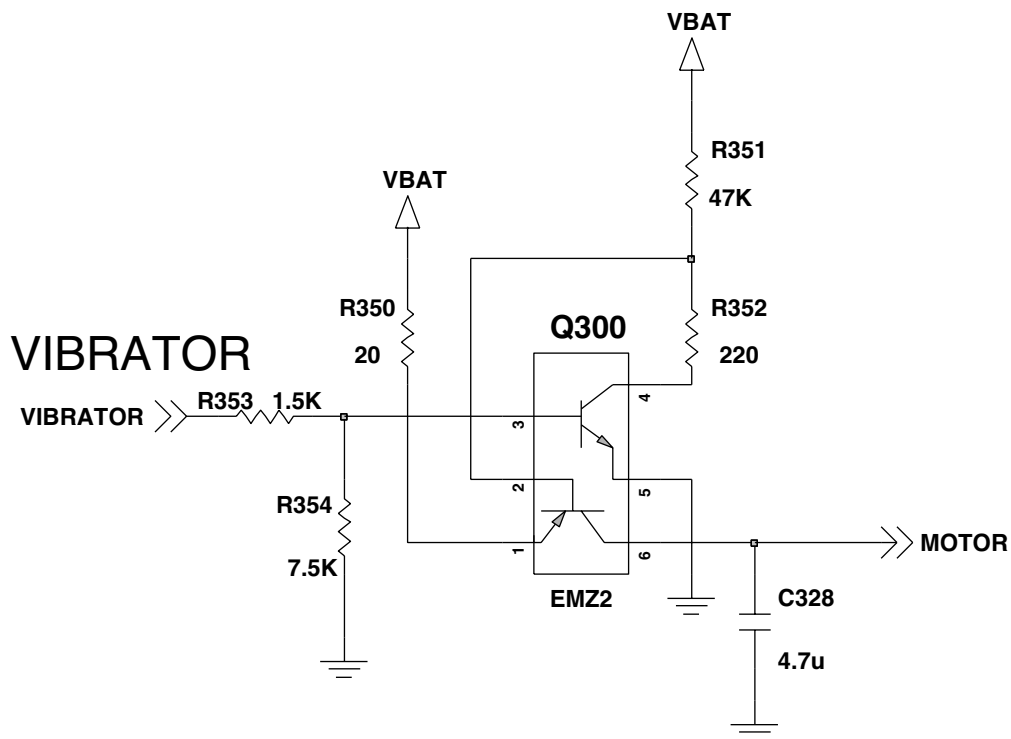 VBAT
R351
47K
VBAT
R350
20
R352
220
Q300
VIBRATOR
VIBRATOR
R353 1.5K
3
4
2
5
1
6
R354
7.5K
EMZ2
MOTOR
C328
4.7u